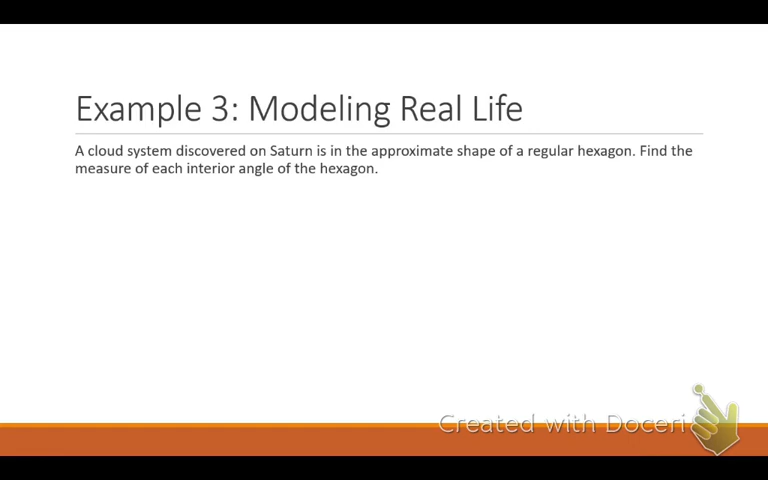 Example 3: Modeling Real Life
A cloud system discovered on Saturn is in the approximate shape of a regular hexagon. Find the
measure of each interior angle of the hexagon.
Created with Doceri